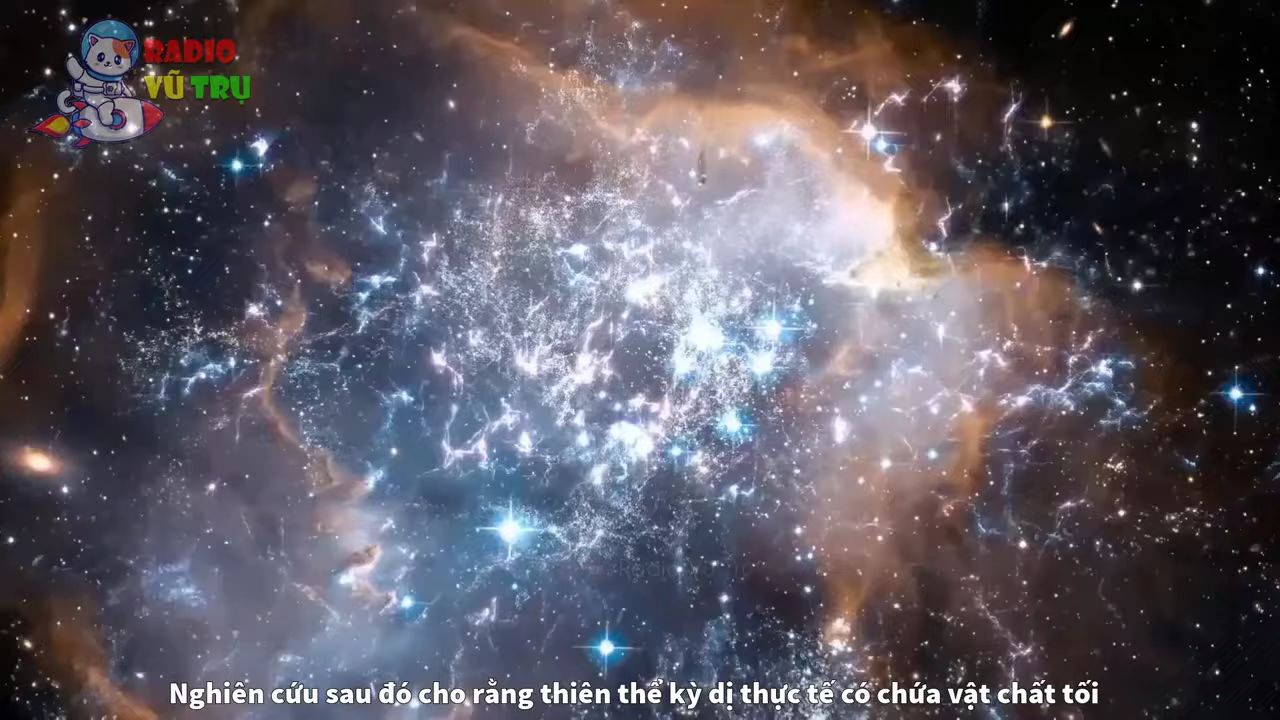 RADIO
VŨ TRỤ
Nghiên cứu sau đó cho rằng thiên thể kỳ dị thực tế có chứa vật chất tối